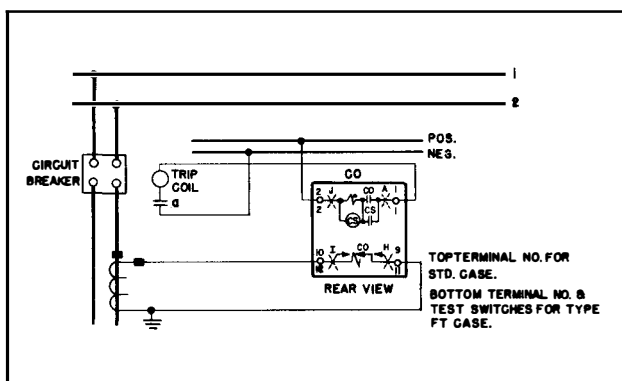 1
2
POS.
NEG.
CIRCUIT
BREAKER
TRIP
COIL
a
CO
2 J CO A 1
2 CS 1
CS
10 I CO H 9
11
REAR VIEW
TOP TERMINAL NO. FOR
STD. CASE.
BOTTOM TERMINAL NO. &
TEST SWITCHES FOR TYPE
FT CASE.